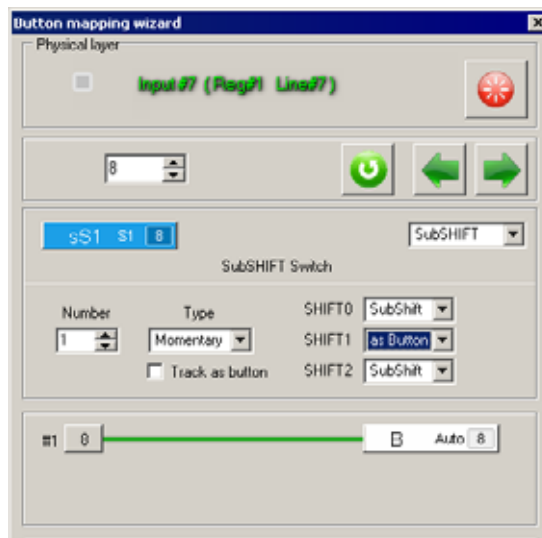 Button mapping wizard
Physical layer
Input#7 (Reg#1 Line#7)
8
sS1 S1 8
SubSHIFT
SubSHIFT Switch
Number Type SHIFT0 SubShift
1 Momentary SHIFT1 as Button
Track as button SHIFT2 SubShift
#1 8 B Auto 8